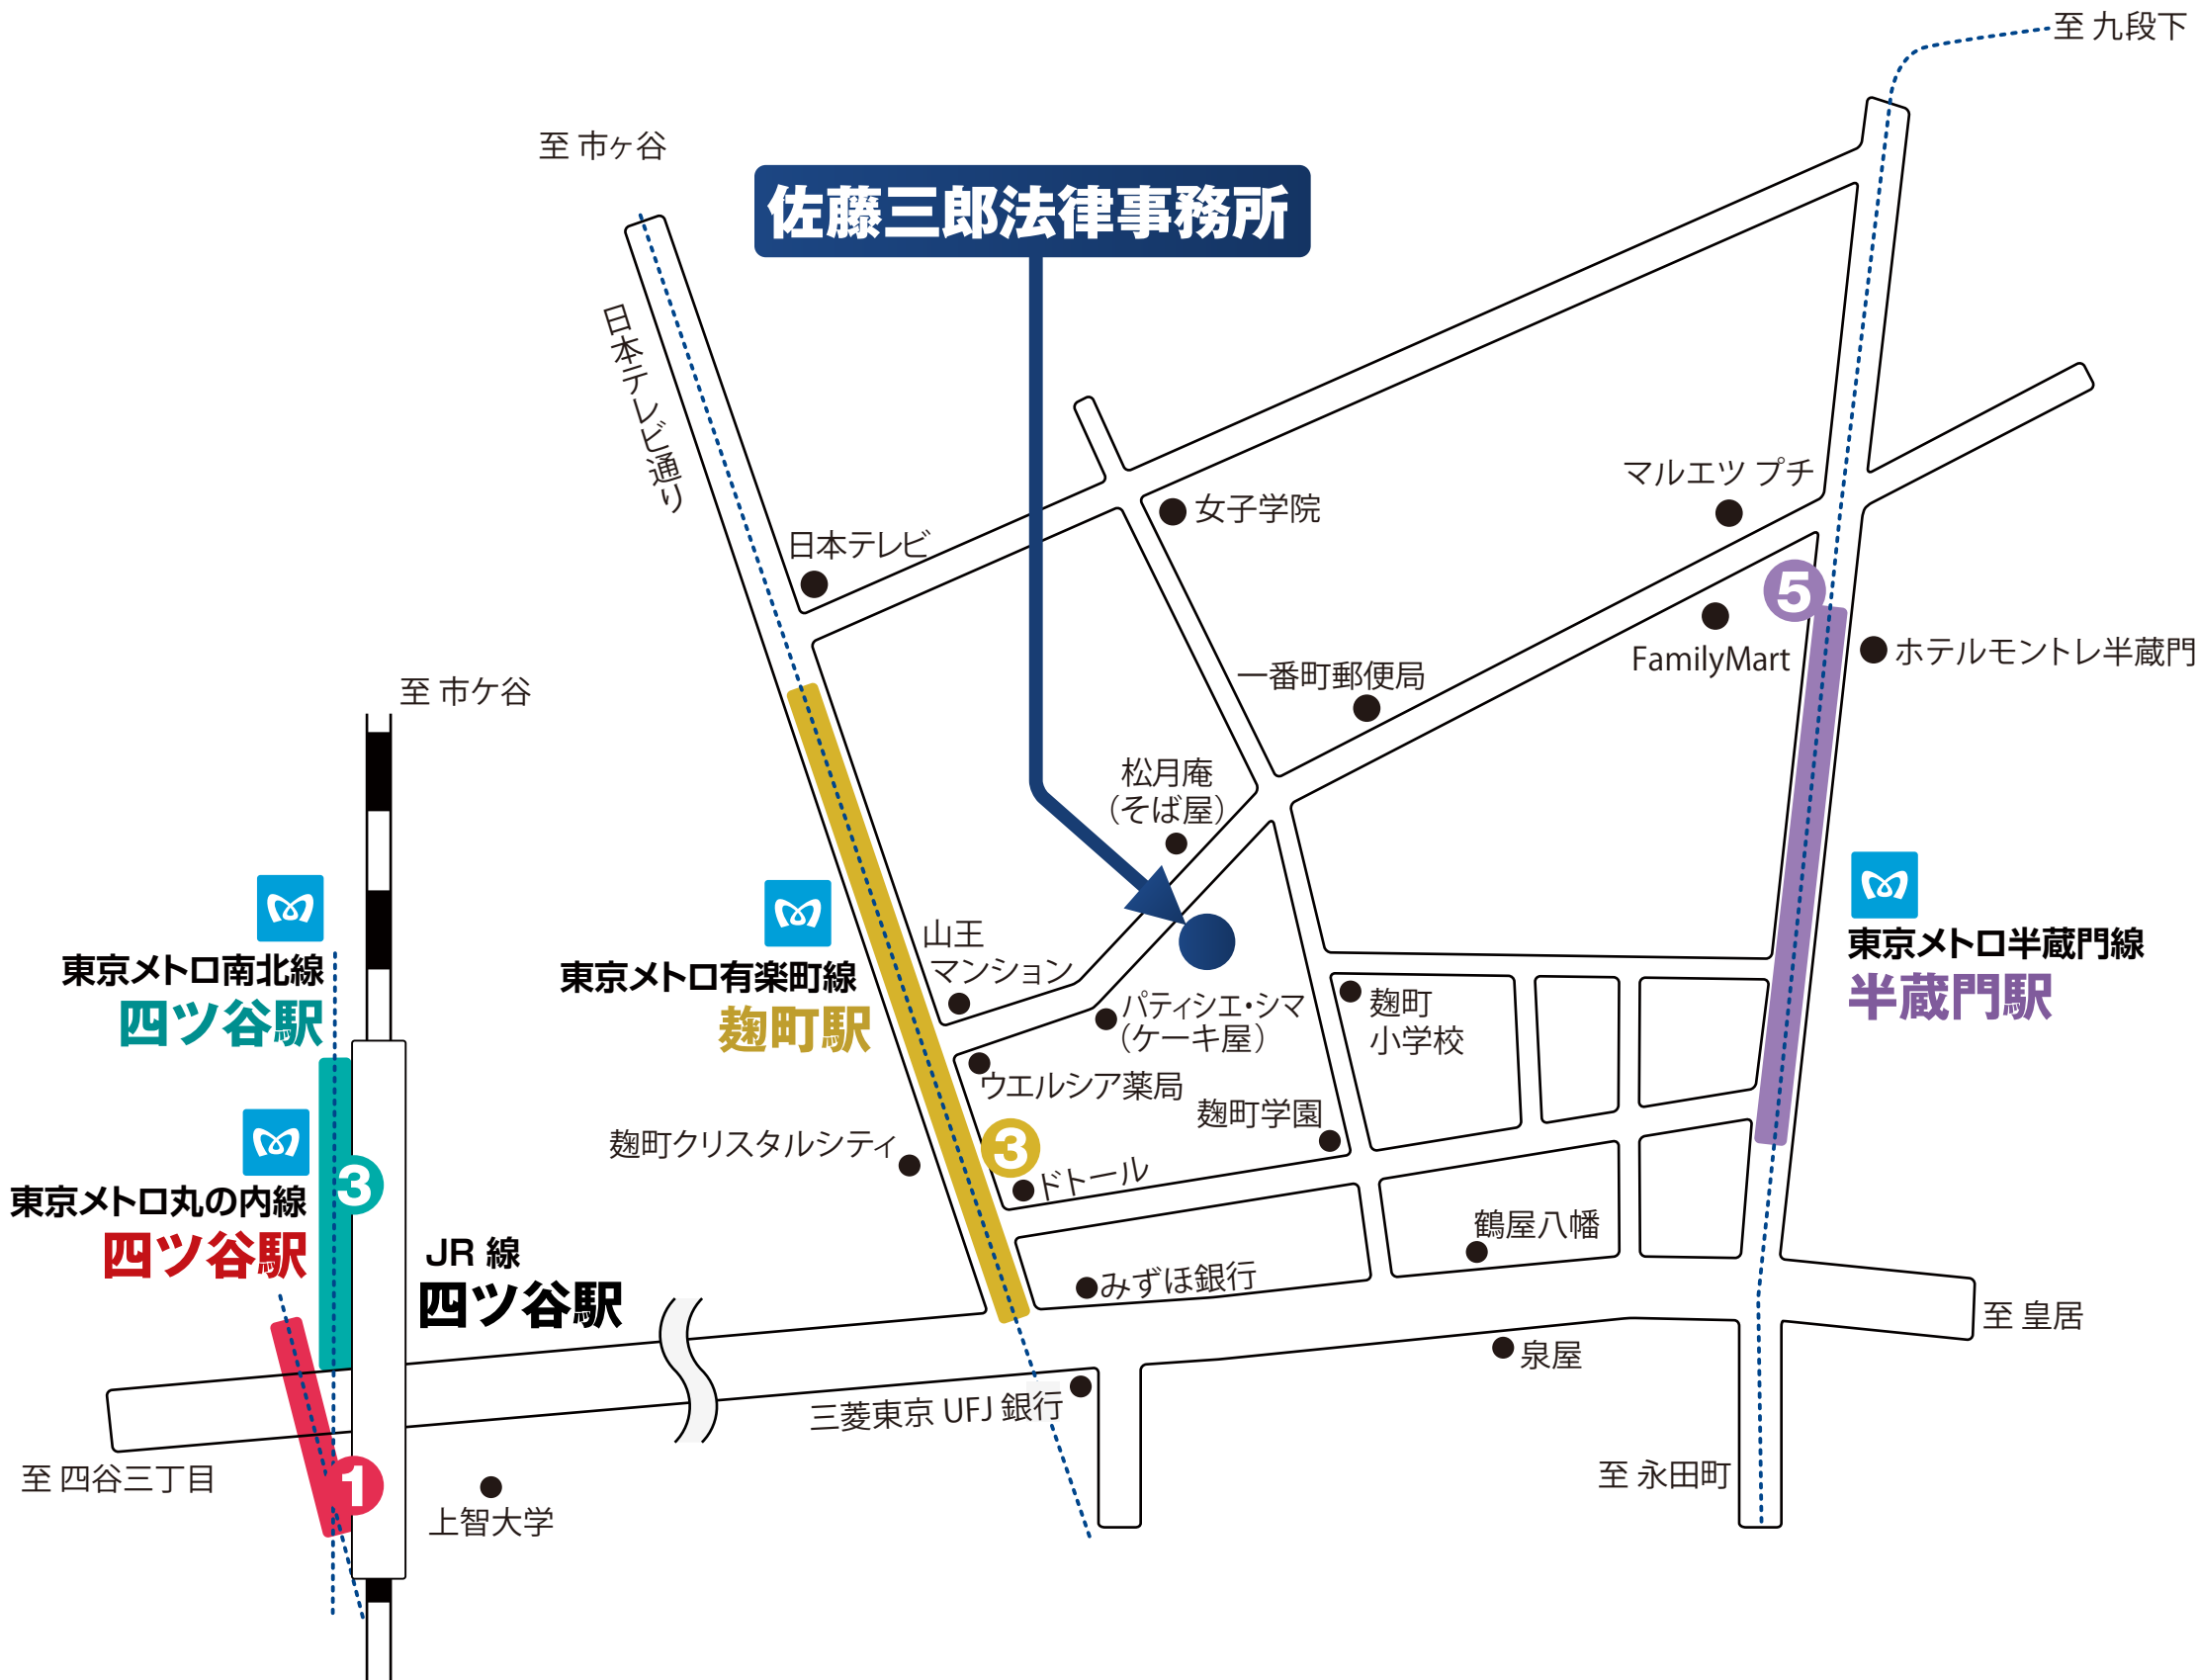 至 九段下
至 市ヶ谷
佐藤三郎法律事務所
日本テレビ通り
マルエツ プチ
女子学院
日本テレビ
5
FamilyMart
ホテルモントレ半蔵門
一番町郵便局
至 市ケ谷
松月庵
（そば屋）
東京メトロ半蔵門線
半蔵門駅
山王
マンション
東京メトロ南北線
四ツ谷駅
東京メトロ有楽町線
麹町駅
パティシエ・シマ
（ケーキ屋）
麹町
小学校
ウエルシア薬局
麹町学園
麹町クリスタルシティ
3
ドトール
3
東京メトロ丸の内線
四ツ谷駅
JR 線
四ツ谷駅
鶴屋八幡
みずほ銀行
至 皇居
泉屋
三菱東京 UFJ 銀行
至 四谷三丁目
1
至 永田町
上智大学